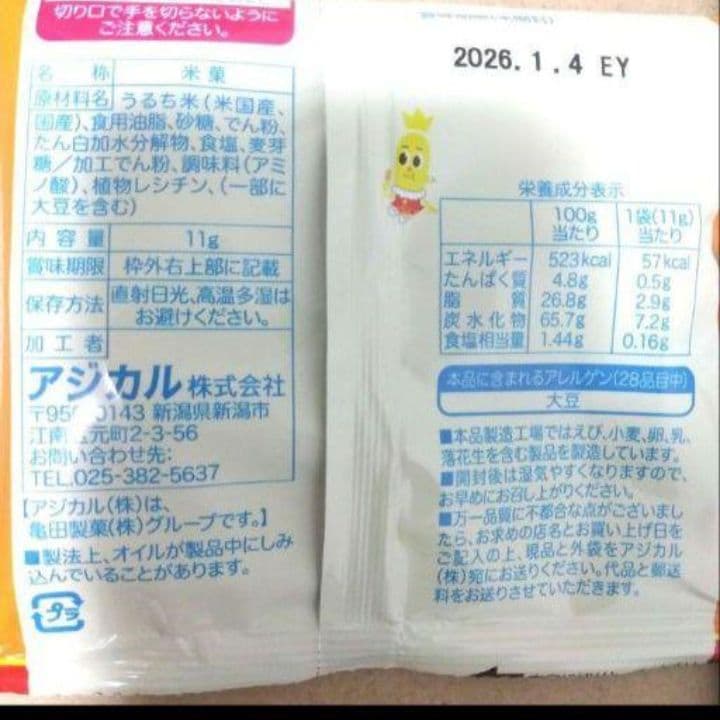 切り口で手を切らないように
ご注意ください。
名 称 米菓
原材料名 うるち米(米国産、
国産)、食用油脂、砂糖、でん粉、
たん白加水分解物、食塩、麦芽
糖/加工でん粉、調味料(アミ
ノ酸)、植物レシチン、(一部に
大豆を含む)
内容量 11g
賞味期限 枠外右上部に記載
保存方法 直射日光、高温多湿は
お避けください。
加工者
アジカル株式会社
〒95 0143 新潟県新潟市
江南 元町2-3-56
お問い合わせ先:
TEL.025-382-5637
【アジカル(株)は、
亀田製菓(株)グループです。】
■製法上、オイルが製品中にしみ
込んでいることがあります。
プラ
2026.1.4 EY
栄養成分表示
100g当たり 1袋(11g)当たり
エネルギー 523kcal 57kcal
たんぱく質 4.8g 0.5g
脂質 26.8g 2.9g
炭水化物 65.7g 7.2g
食塩相当量 1.44g 0.16g
本品に含まれるアレルゲン(28品目中)
大豆
■本品製造工場ではえび、小麦、卵、乳、
落花生を含む製品を製造しています。
■開封後は湿気やすくなりますので、
お早めにお召し上がりください。
■万一品質に不都合な点がございまし
たら、お求めの店名とお買い上げ日を
ご記入の上、現品と外袋をアジカル
(株)宛にお送りください。代品と郵送
料をお送りさせていただきます。